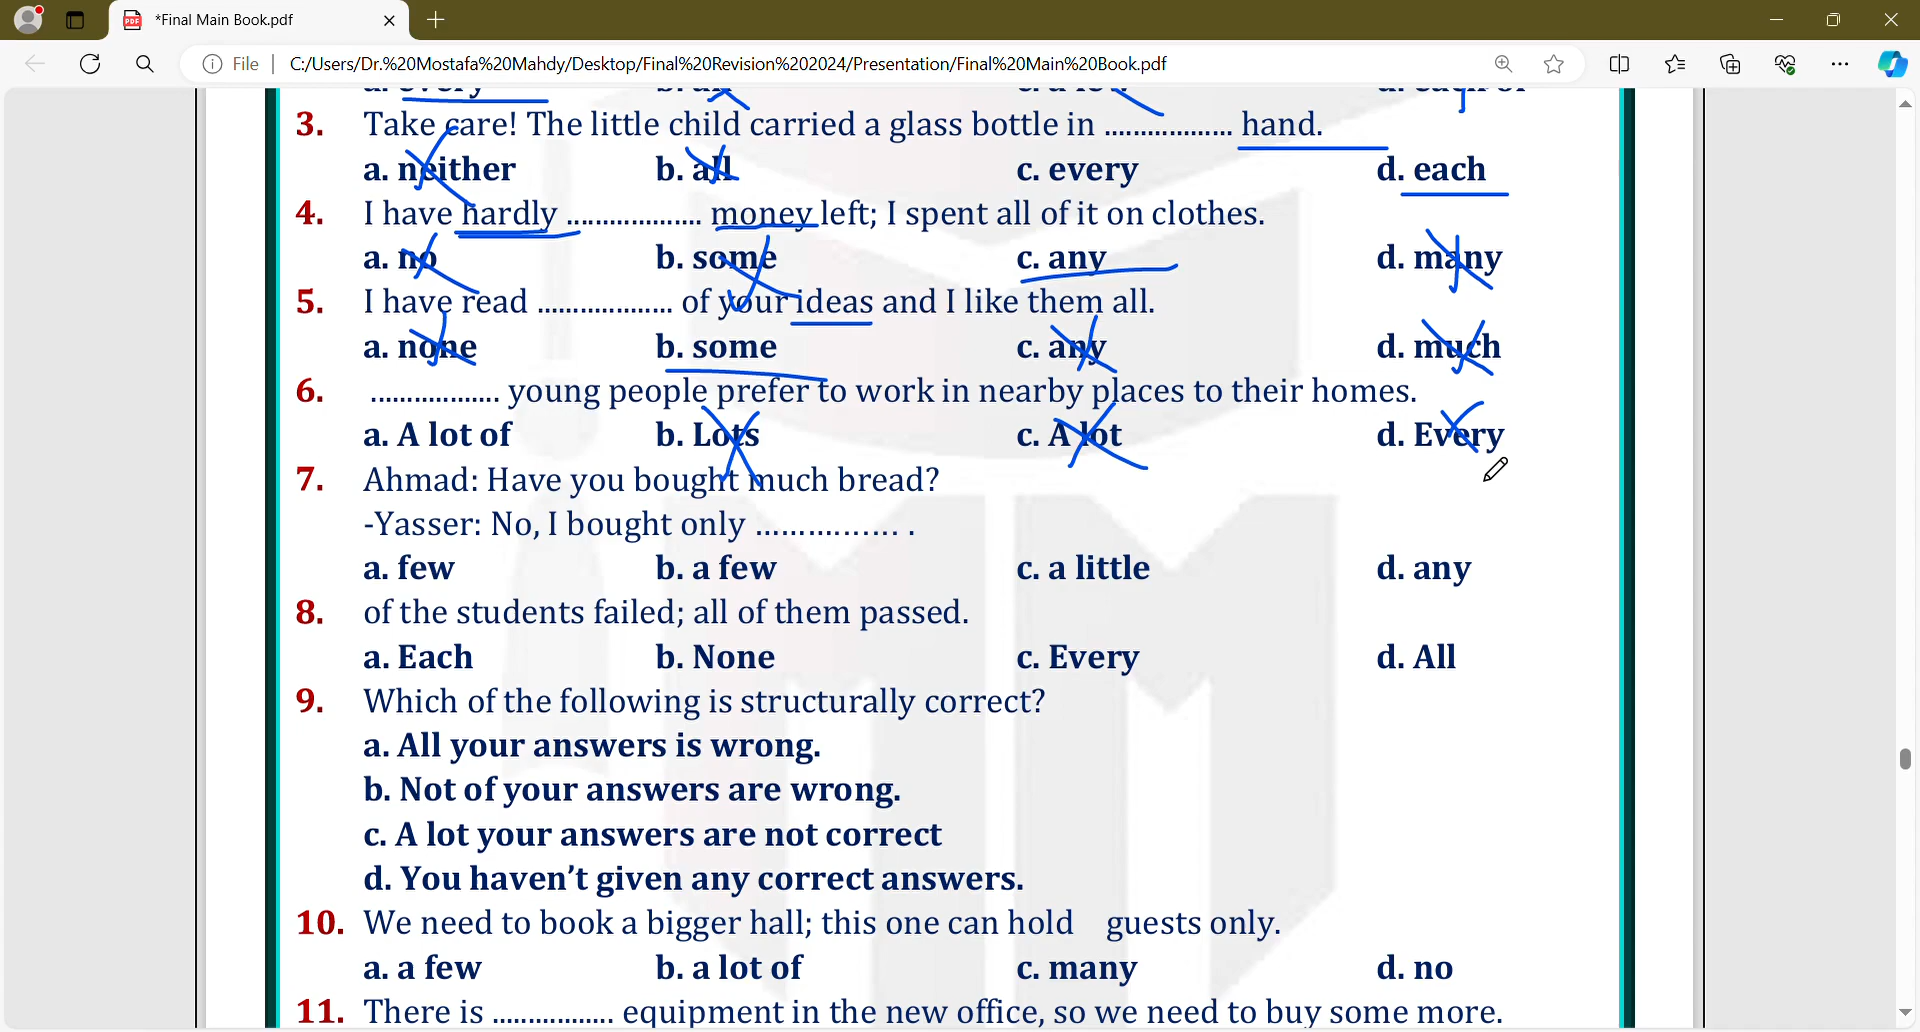 *Final Main Book.pdf
File | C:/Users/Dr.%20Mostafa%20Mahdy/Desktop/Final%20Revision%202024/Presentation/Final%20Main%20Book.pdf
3. Take care! The little child carried a glass bottle in .................. hand.
a. neither b. all c. every d. each
4. I have hardly ................... money left; I spent all of it on clothes.
a. no b. some c. any d. many
5. I have read ................... of your ideas and I like them all.
a. none b. some c. any d. much
6. .................. young people prefer to work in nearby places to their homes.
a. A lot of b. Lots c. A lot d. Every
7. Ahmad: Have you bought much bread?
-Yasser: No, I bought only ................ .
a. few b. a few c. a little d. any
8. of the students failed; all of them passed.
a. Each b. None c. Every d. All
9. Which of the following is structurally correct?
a. All your answers is wrong.
b. Not of your answers are wrong.
c. A lot your answers are not correct
d. You haven’t given any correct answers.
10. We need to book a bigger hall; this one can hold guests only.
a. a few b. a lot of c. many d. no
11. There is ................. equipment in the new office, so we need to buy some more.